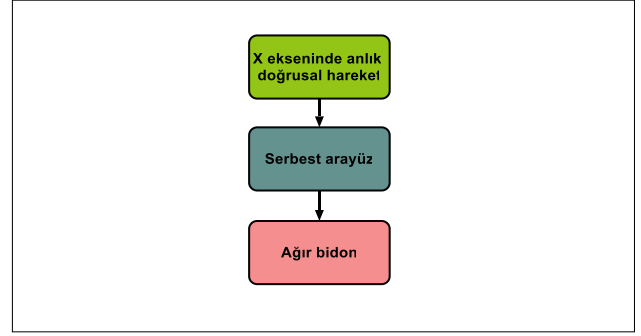 X ekseninde anlık
doğrusal hareket
Serbest arayüz
Ağır bidon